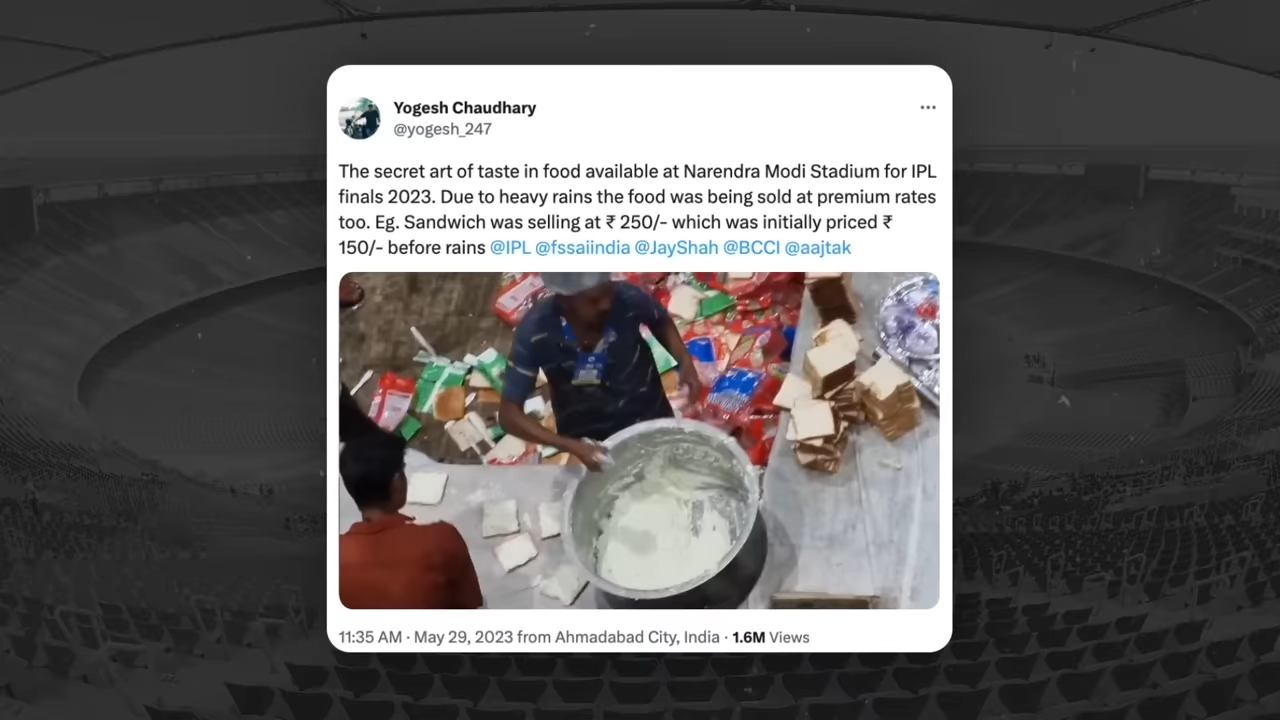 Yogesh Chaudhary
@yogesh_247
The secret art of taste in food available at Narendra Modi Stadium for IPL
finals 2023. Due to heavy rains the food was being sold at premium rates
too. Eg. Sandwich was selling at ₹ 250/- which was initially priced ₹
150/- before rains @IPL @fssaiindia @JayShah @BCCI @aajtak
11:35 AM · May 29, 2023 from Ahmadabad City, India · 1.6M Views